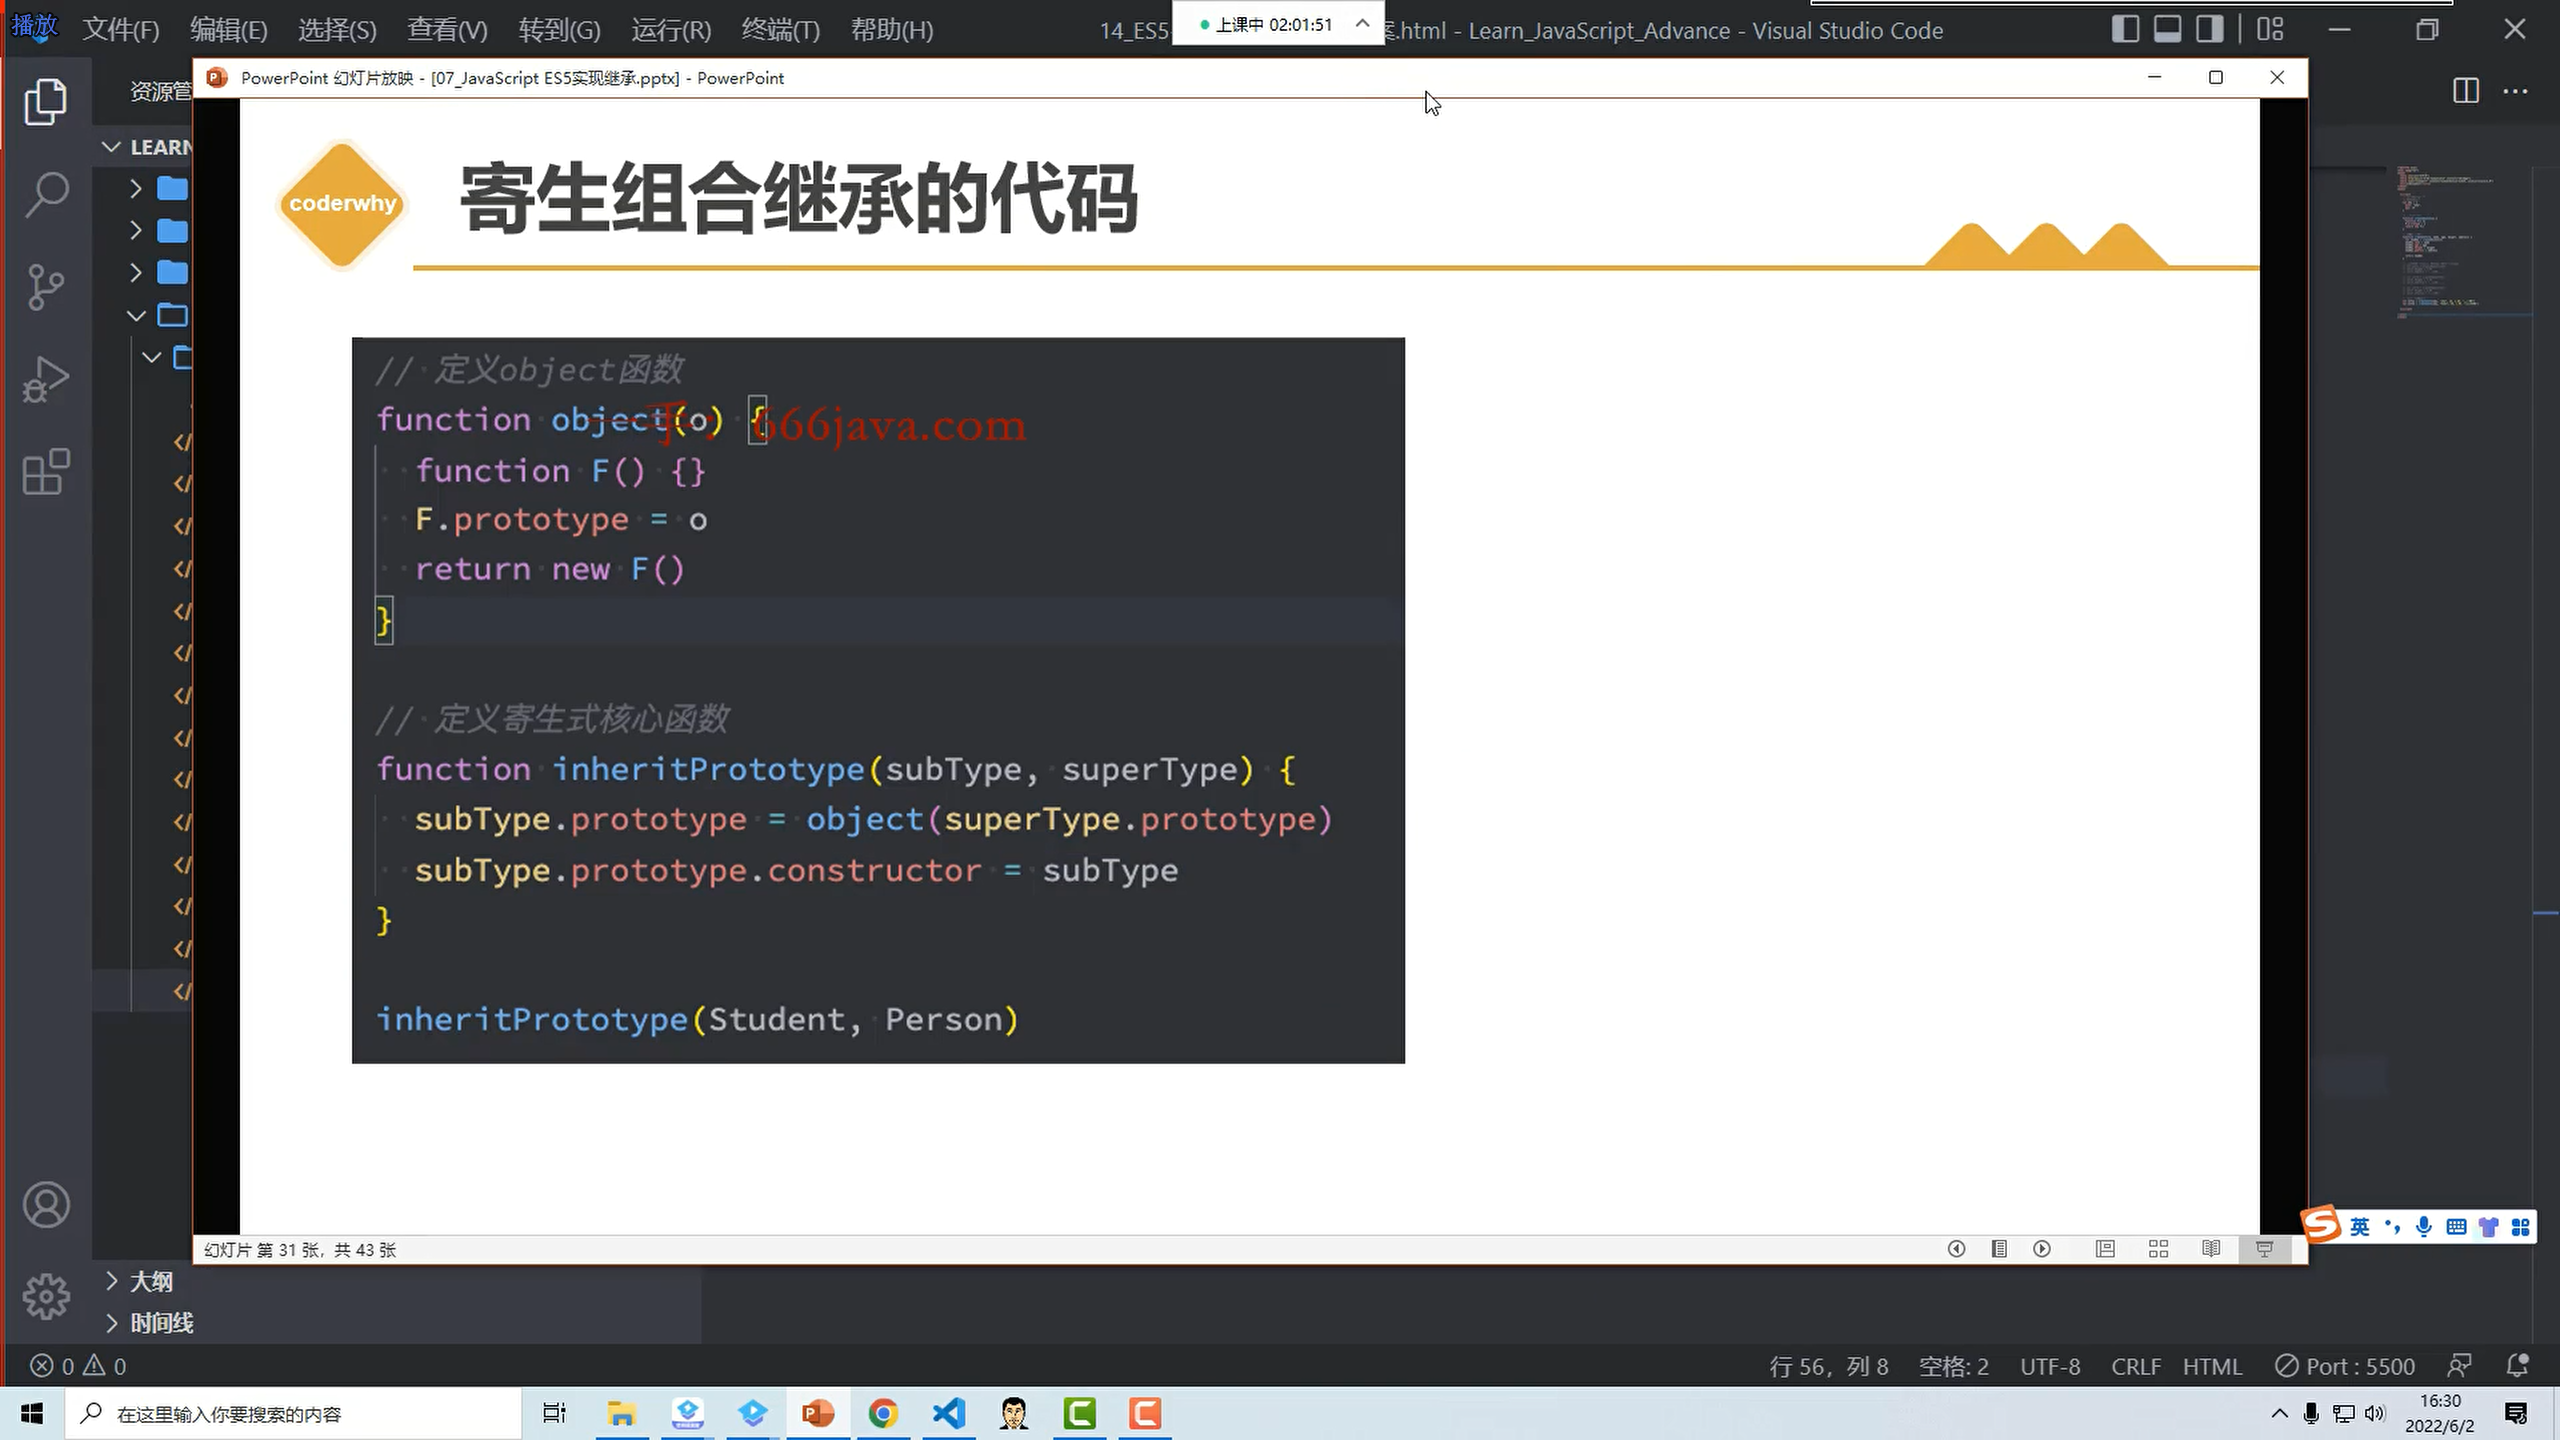 播放
文件(F) 编辑(E) 选择(S) 查看(V) 转到(G) 运行(R) 终端(T) 帮助(H)
14_ES5
上课中 02:01:51
.html - Learn_JavaScript_Advance - Visual Studio Code
资源管
PowerPoint 幻灯片放映 - [07_JavaScript ES5实现继承.pptx] - PowerPoint
LEARN
coderwhy
寄生组合继承的代码
// 定义object函数
function object(o) {
一手: 666java.com
function F() {}
F.prototype = o
return new F()
}
// 定义寄生式核心函数
function inheritPrototype(subType, superType) {
subType.prototype = object(superType.prototype)
subType.prototype.constructor = subType
}
inheritPrototype(Student, Person)
幻灯片 第 31 张，共 43 张
英
大纲
时间线
0 0
行 56，列 8 空格: 2 UTF-8 CRLF HTML Port : 5500
在这里输入你要搜索的内容
16:30
2022/6/2